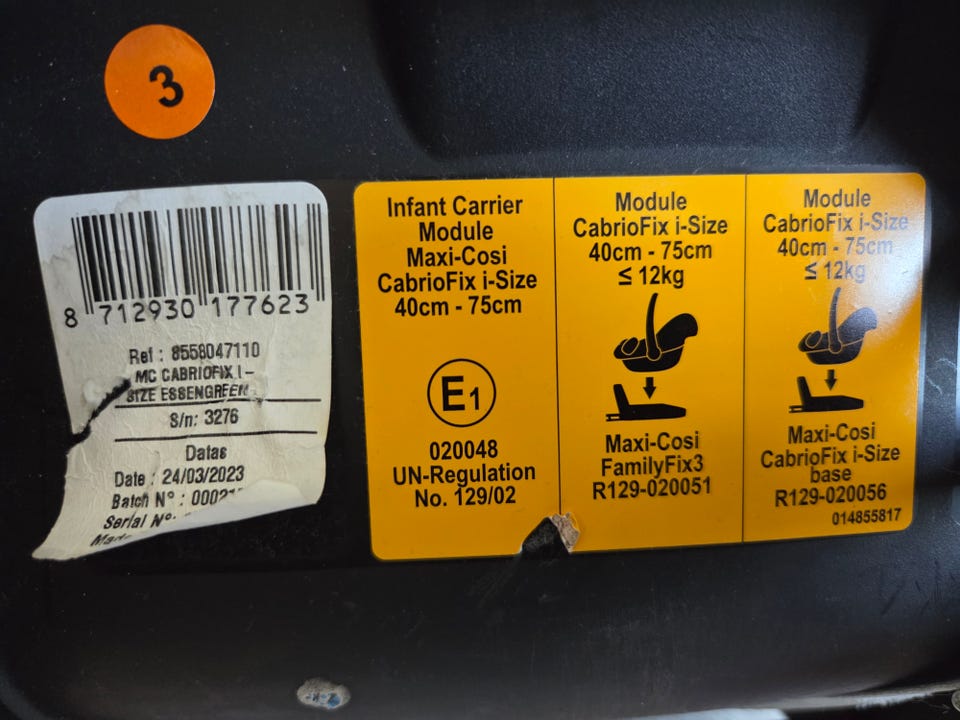 3
8 712930 177623
Ref : 8558047110
MC CABRIOFIX I-
SIZE ESSENGREEN
S/n: 3276
Datas
Date : 24/03/2023
Batch N° :
Serial N°:
Infant Carrier
Module
Maxi-Cosi
CabrioFix i-Size
40cm - 75cm
E1
020048
UN-Regulation
No. 129/02
Module
CabrioFix i-Size
40cm - 75cm
≤ 12kg
Maxi-Cosi
FamilyFix3
R129-020051
Module
CabrioFix i-Size
40cm - 75cm
≤ 12kg
Maxi-Cosi
CabrioFix i-Size
base
R129-020056
014855817